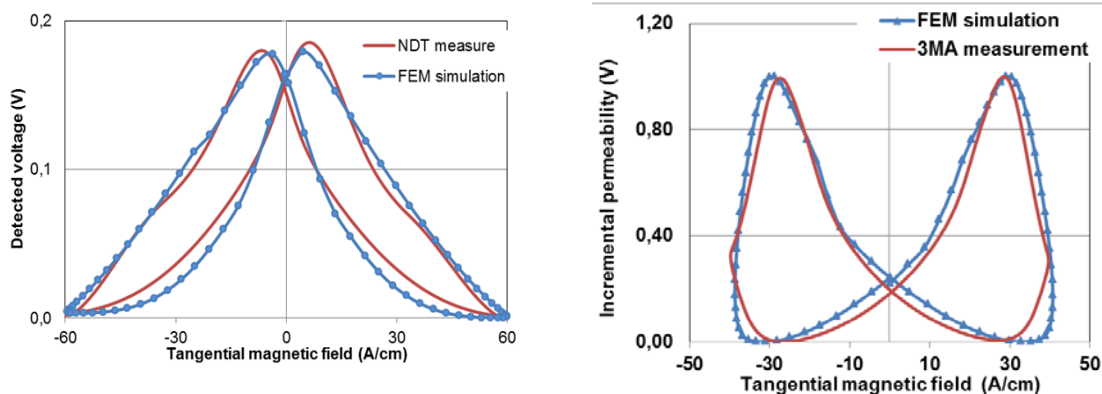 0,2
0,1
0,0
-60
-30
0
30
60
Detected voltage (V)
Tangential magnetic field (A/cm)
NDT measure
FEM simulation
1,20
0,80
0,40
0,00
-50
-30
-10
10
30
50
Incremental permeability (V)
Tangential magnetic field (A/cm)
FEM simulation
3MA measurement